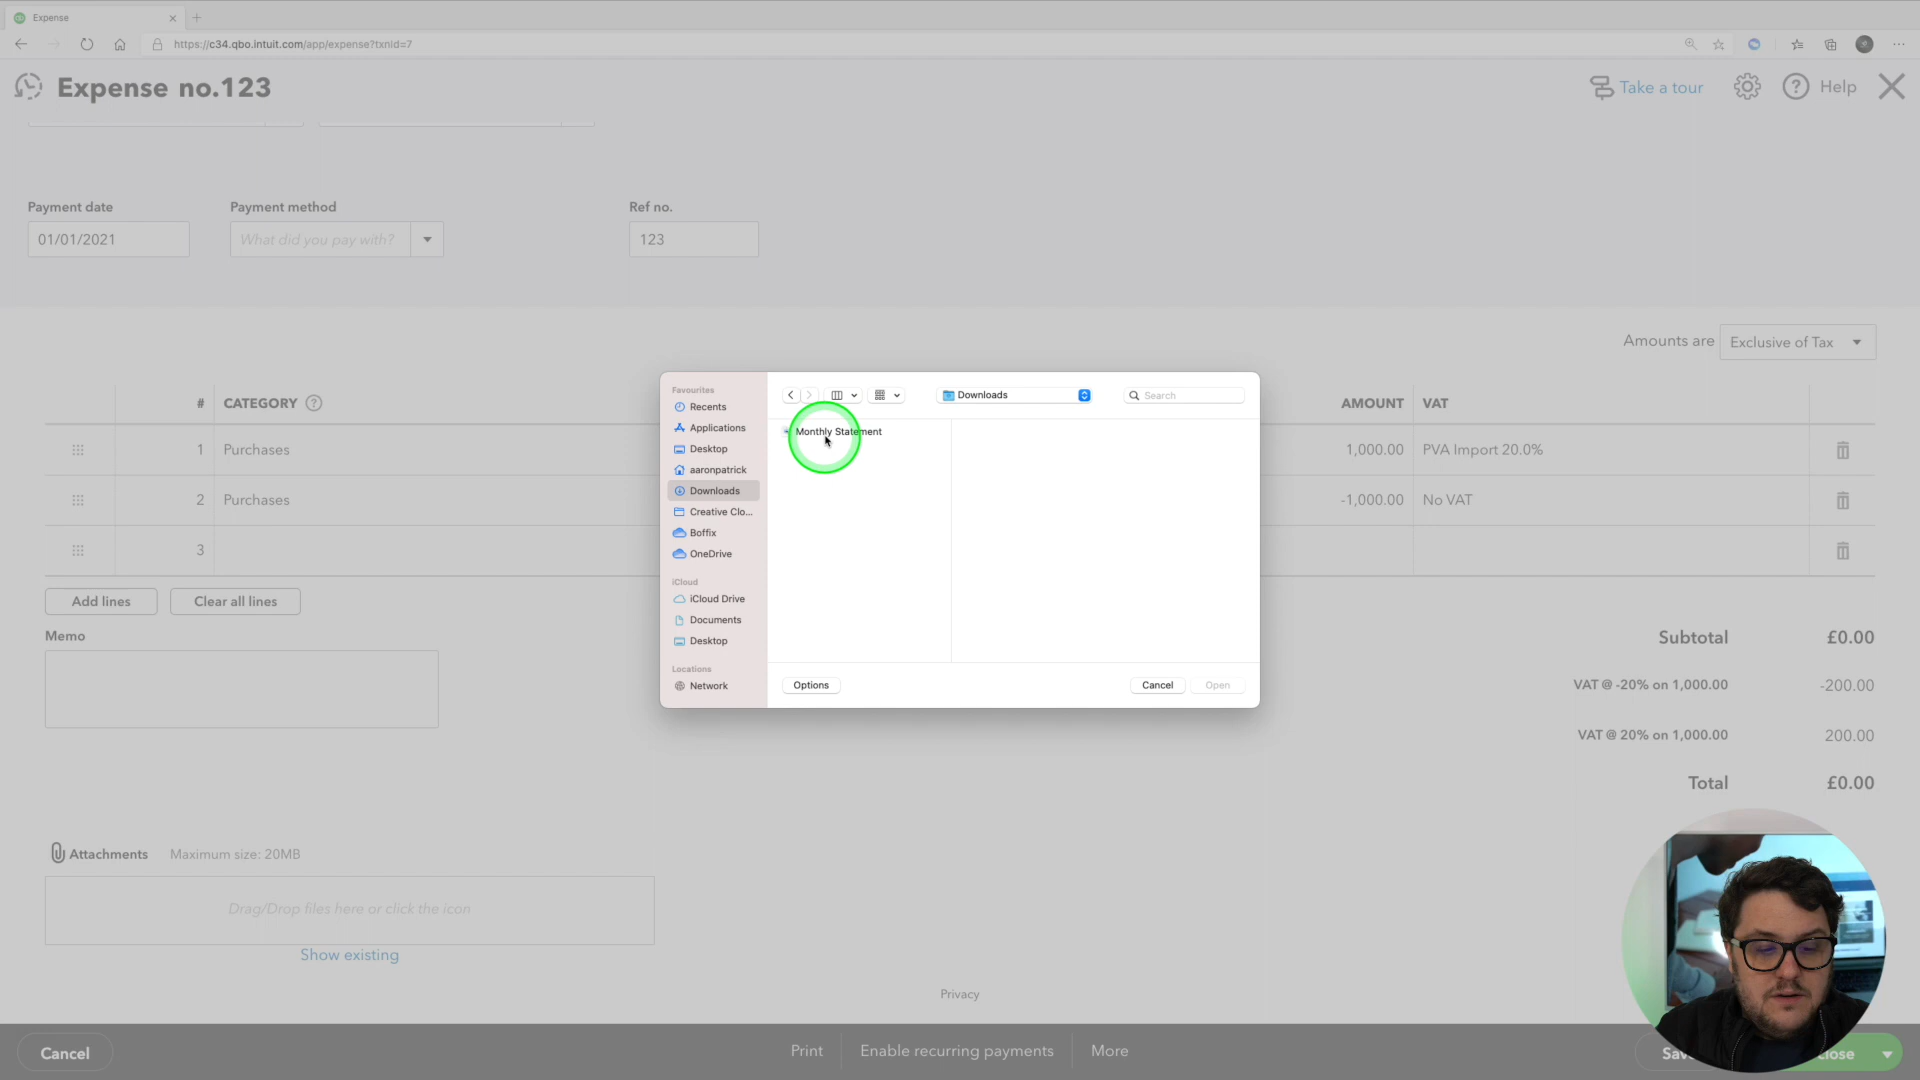 Expense
https://c34.qbo.intuit.com/app/expense?txnId=7
Expense no.123
Take a tour
Help
Payment date
Payment method
Ref no.
01/01/2021
What did you pay with?
123
Amounts are
Exclusive of Tax
# CATEGORY
AMOUNT VAT
1 Purchases
1,000.00 PVA Import 20.0%
2 Purchases
-1,000.00 No VAT
3
Add lines
Clear all lines
Memo
Subtotal £0.00
VAT @ -20% on 1,000.00 -200.00
VAT @ 20% on 1,000.00 200.00
Total £0.00
Attachments Maximum size: 20MB
Drag/Drop files here or click the icon
Show existing
Privacy
Cancel
Print
Enable recurring payments
More
close
Favourites
Recents
Applications
Desktop
aaronpatrick
Downloads
Creative Clo...
Boffix
OneDrive
iCloud
iCloud Drive
Documents
Desktop
Locations
Network
Downloads
Search
Monthly Statement
Options
Cancel
Open